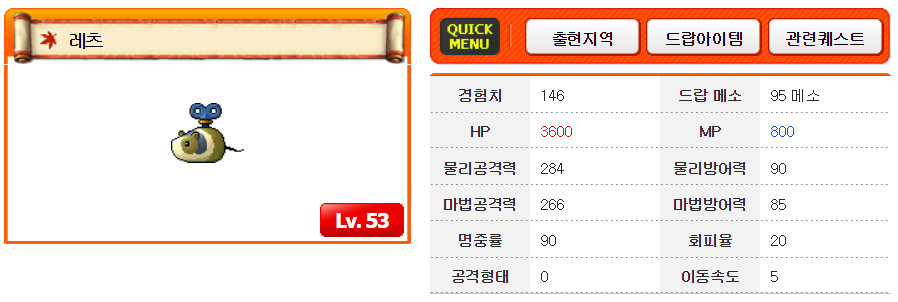 레츠
Lv. 53
QUICK MENU 출현지역 드랍아이템 관련퀘스트
경험치 146 드랍 메소 95 메소
HP 3600 MP 800
물리공격력 284 물리방어력 90
마법공격력 266 마법방어력 85
명중률 90 회피율 20
공격형태 0 이동속도 5